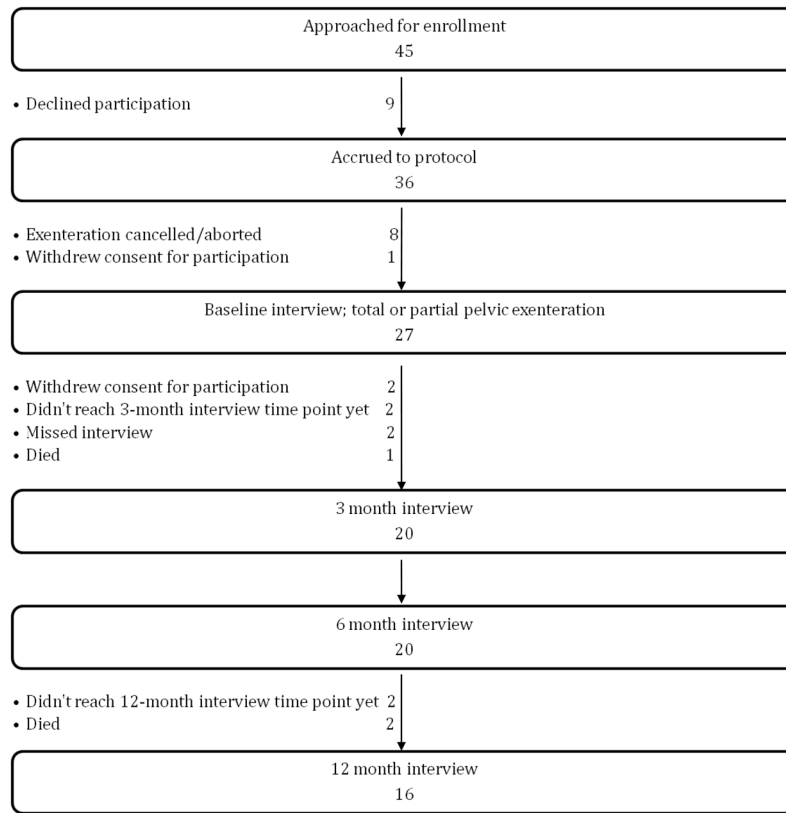 Approached for enrollment
45
• Declined participation 9
Accrued to protocol
36
• Exenteration cancelled/aborted 8
• Withdrew consent for participation 1
Baseline interview; total or partial pelvic exenteration
27
• Withdrew consent for participation 2
• Didn't reach 3-month interview time point yet 2
• Missed interview 2
• Died 1
3 month interview
20
6 month interview
20
• Didn't reach 12-month interview time point yet 2
• Died 2
12 month interview
16